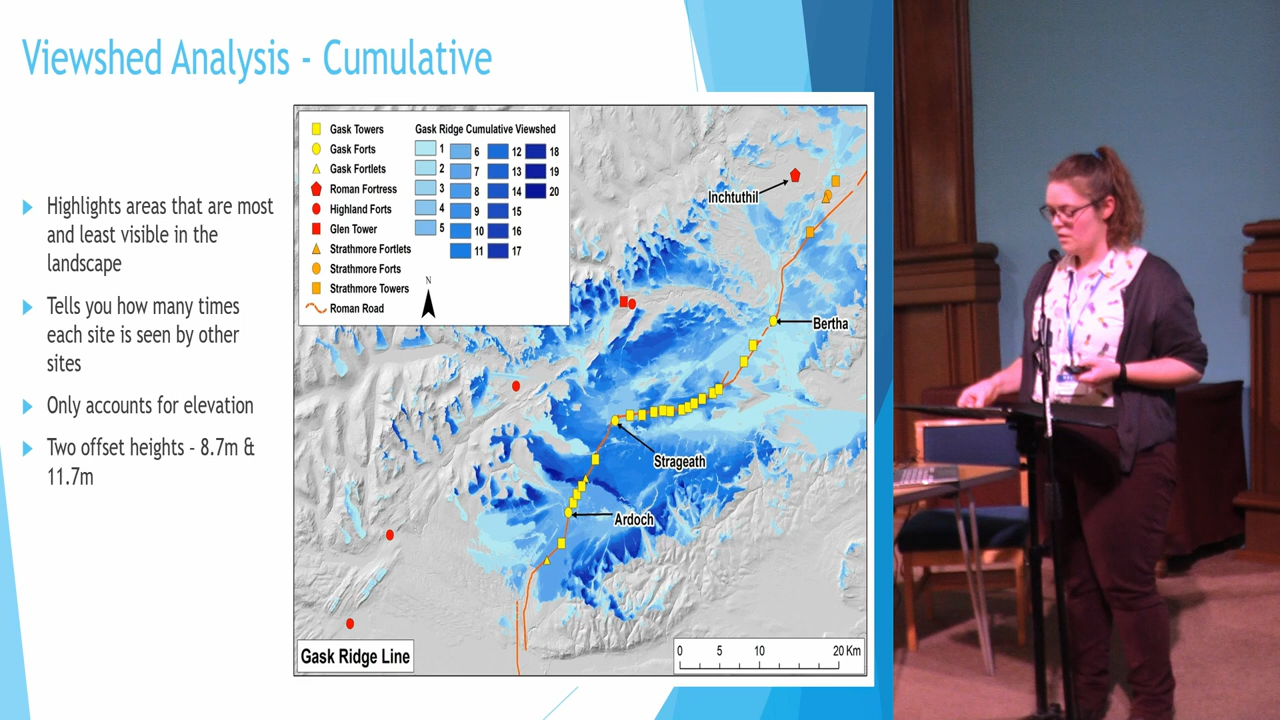 Viewshed Analysis - Cumulative
Highlights areas that are most
and least visible in the
landscape
Tells you how many times
each site is seen by other
sites
Only accounts for elevation
Two offset heights - 8.7m &
11.7m
Gask Towers
Gask Forts
Gask Fortlets
Roman Fortress
Highland Forts
Glen Tower
Strathmore Fortlets
Strathmore Forts
Strathmore Towers
Roman Road
Gask Ridge Cumulative Viewshed
1 6 12 18
2 7 13 19
3 8 14 20
4 9 15
5 10 16
11 17
N
Inchtuthil
Bertha
Strageath
Ardoch
Gask Ridge Line
0 5 10 20 Km